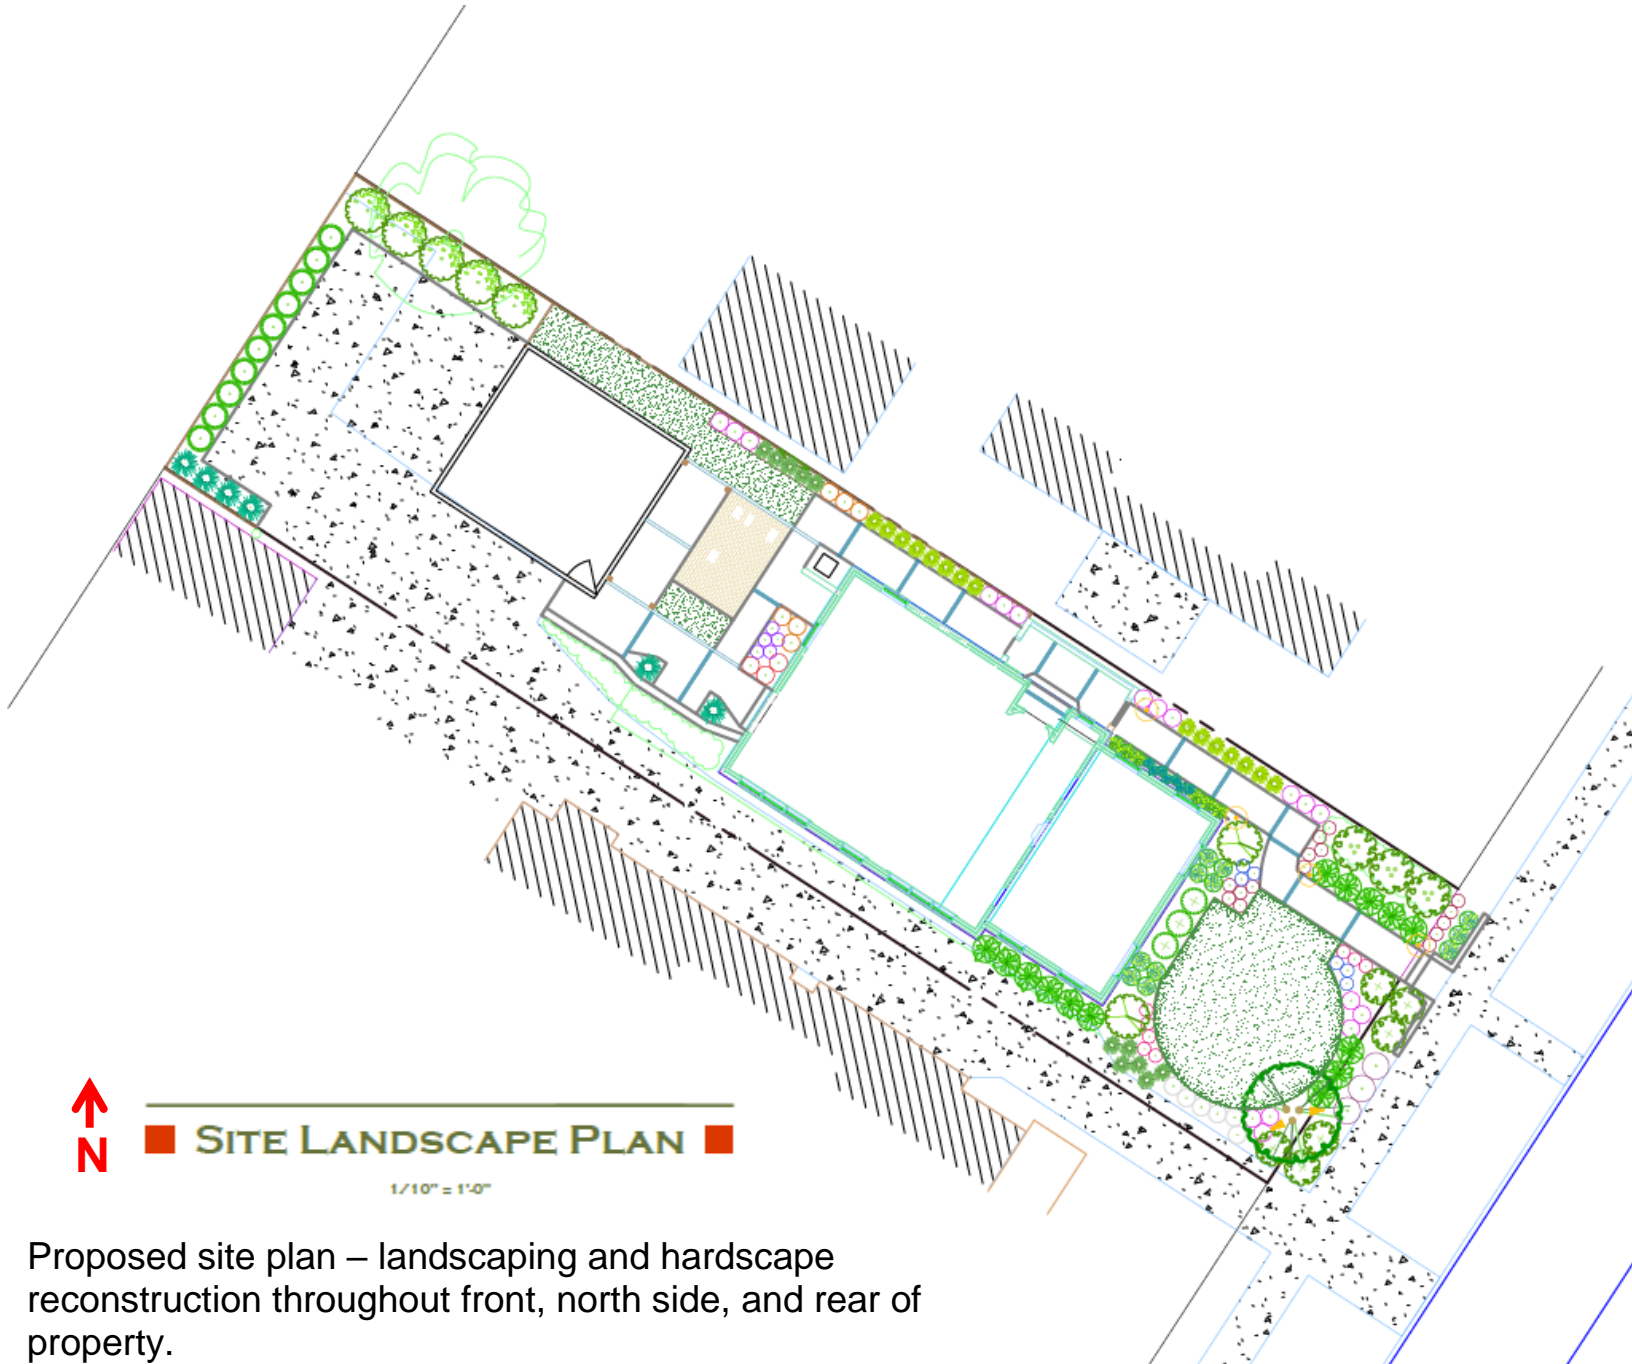 N
SITE LANDSCAPE PLAN
1/10" = 1'-0"
Proposed site plan – landscaping and hardscape
reconstruction throughout front, north side, and rear of
property.